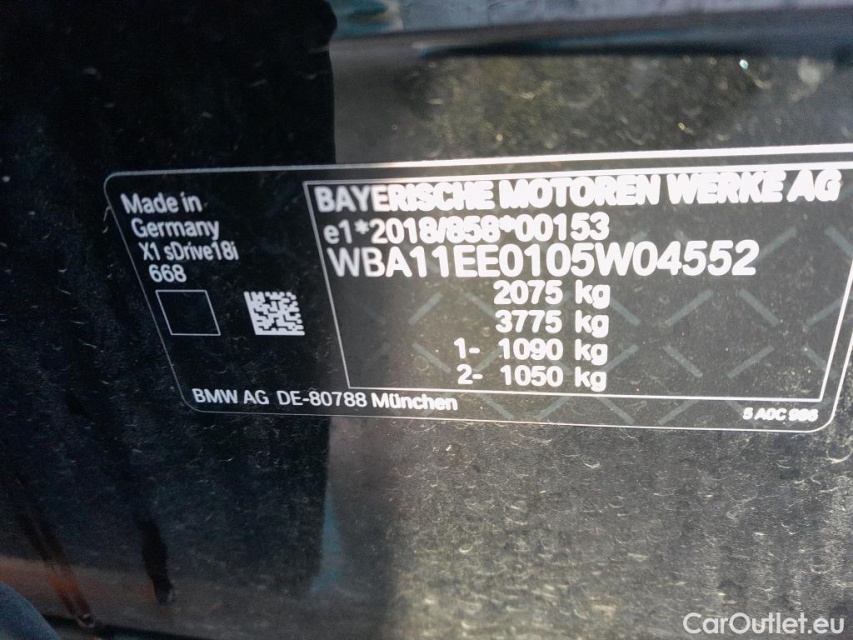 Made in
Germany
X1 sDrive18i
668
BAYERISCHE MOTOREN WERKE AG
e1*2018/858*00153
WBA11EE0105W04552
2075 kg
3775 kg
1- 1090 kg
2- 1050 kg
BMW AG DE-80788 München
5 A0C 986
CarOutlet.eu